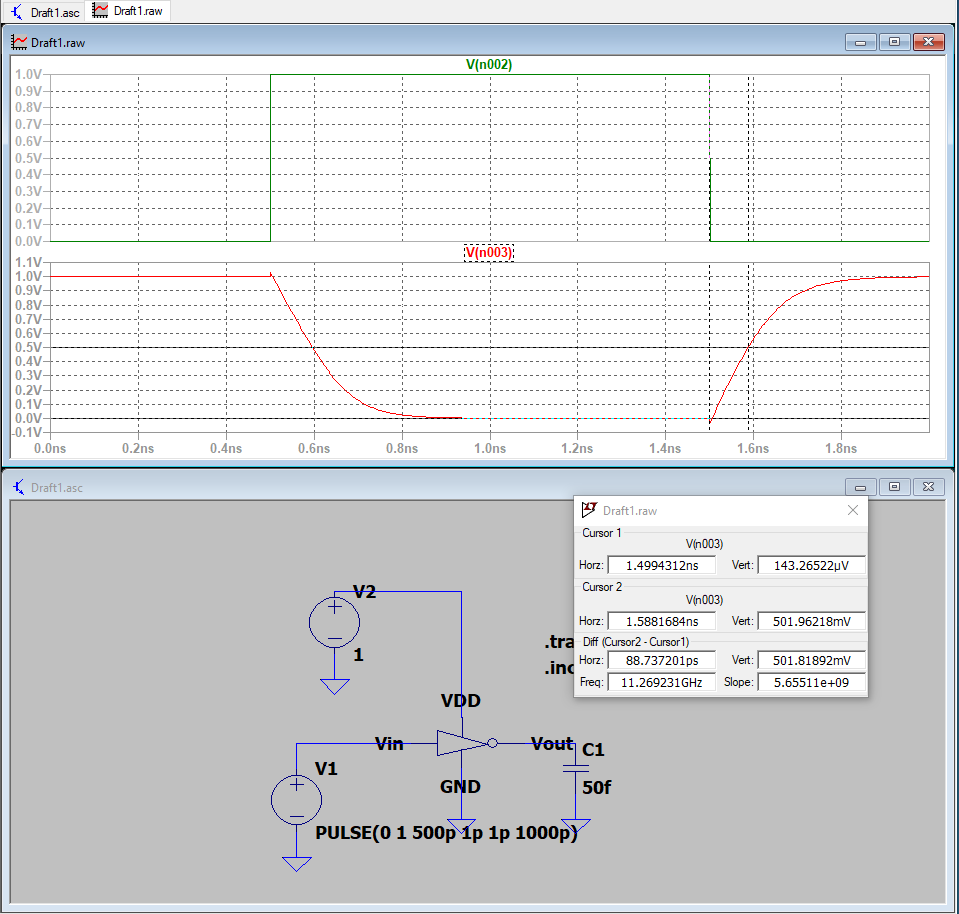 Draft1.asc Draft1.raw
Draft1.raw
V(n002)
1.0V
0.9V
0.8V
0.7V
0.6V
0.5V
0.4V
0.3V
0.2V
0.1V
0.0V
V(n003)
1.1V
1.0V
0.9V
0.8V
0.7V
0.6V
0.5V
0.4V
0.3V
0.2V
0.1V
0.0V
-0.1V
0.0ns 0.2ns 0.4ns 0.6ns 0.8ns 1.0ns 1.2ns 1.4ns 1.6ns 1.8ns
Draft1.asc
Draft1.raw
Cursor 1
V(n003)
Horz: 1.4994312ns Vert: 143.26522µV
Cursor 2
V(n003)
Horz: 1.5881684ns Vert: 501.96218mV
Diff (Cursor2 - Cursor1)
Horz: 88.737201ps Vert: 501.81892mV
Freq: 11.269231GHz Slope: 5.65511e+09
V2
1
.tra
.inc
VDD
Vin
Vout
C1
V1
GND
50f
PULSE(0 1 500p 1p 1p 1000p)